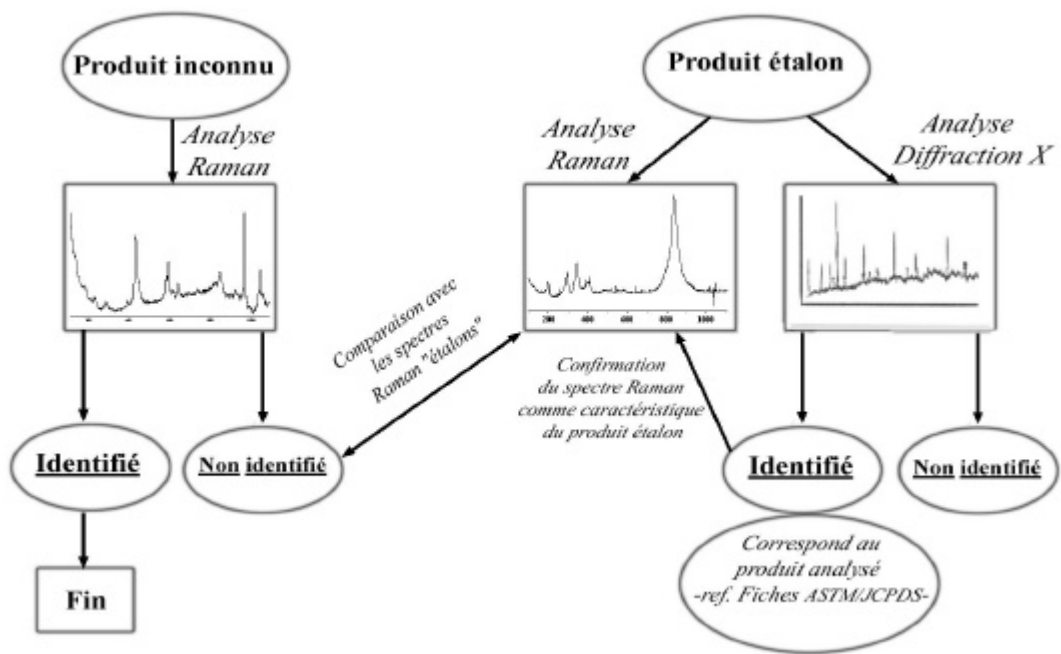 Produit inconnu
Analyse
Raman
Identifié
Non identifié
Fin
Comparaison avec
les spectres
Raman "étalons"
Produit étalon
Analyse
Raman
200 400 600 800 1000
Analyse
Diffraction X
Confirmation
du spectre Raman
comme caractéristique
du produit étalon
Identifié
Non identifié
Correspond au
produit analysé
-ref. Fiches ASTM/JCPDS-